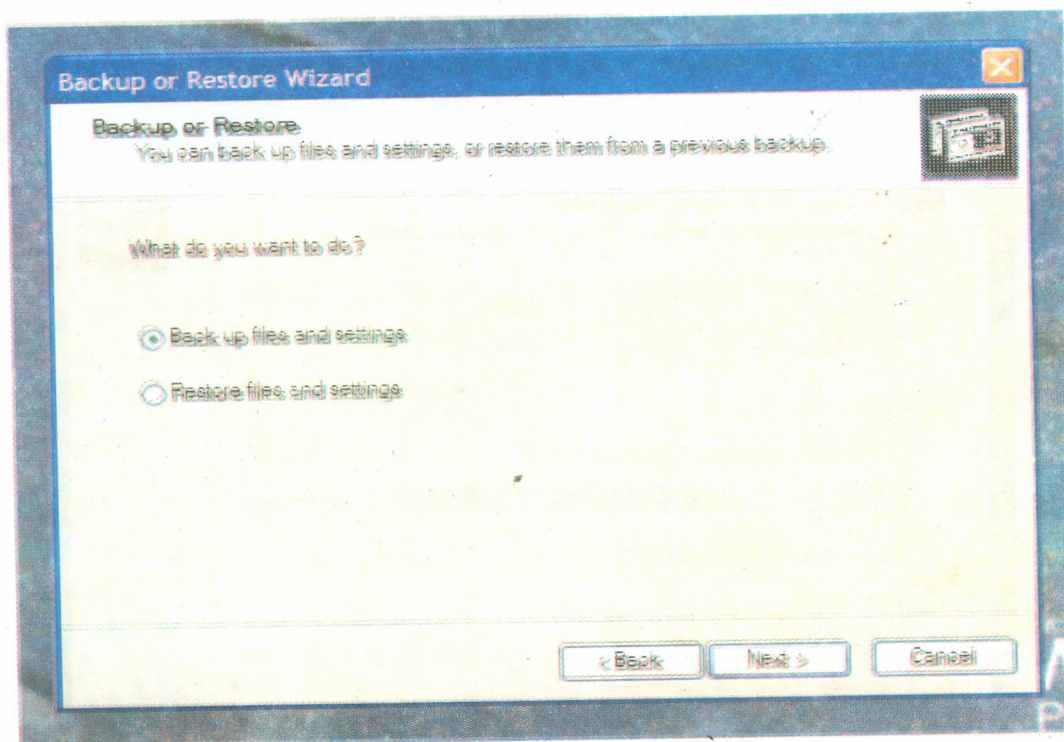 Backup or Restore Wizard
Backup or Restore
You can back up files and settings, or restore them from a previous backup.
What do you want to do?
Back up files and settings
Restore files and settings
< Back
Next >
Cancel